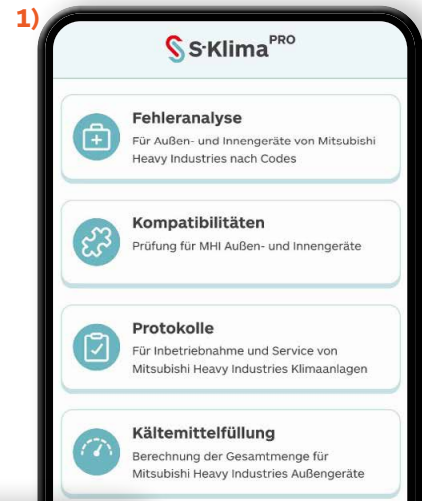 1)
S-Klima PRO
Fehleranalyse
Für Außen- und Innengeräte von Mitsubishi
Heavy Industries nach Codes
Kompatibilitäten
Prüfung für MHI Außen- und Innengeräte
Protokolle
Für Inbetriebnahme und Service von
Mitsubishi Heavy Industries Klimaanlagen
Kältemittelfüllung
Berechnung der Gesamtmenge für
Mitsubishi Heavy Industries Außengeräte